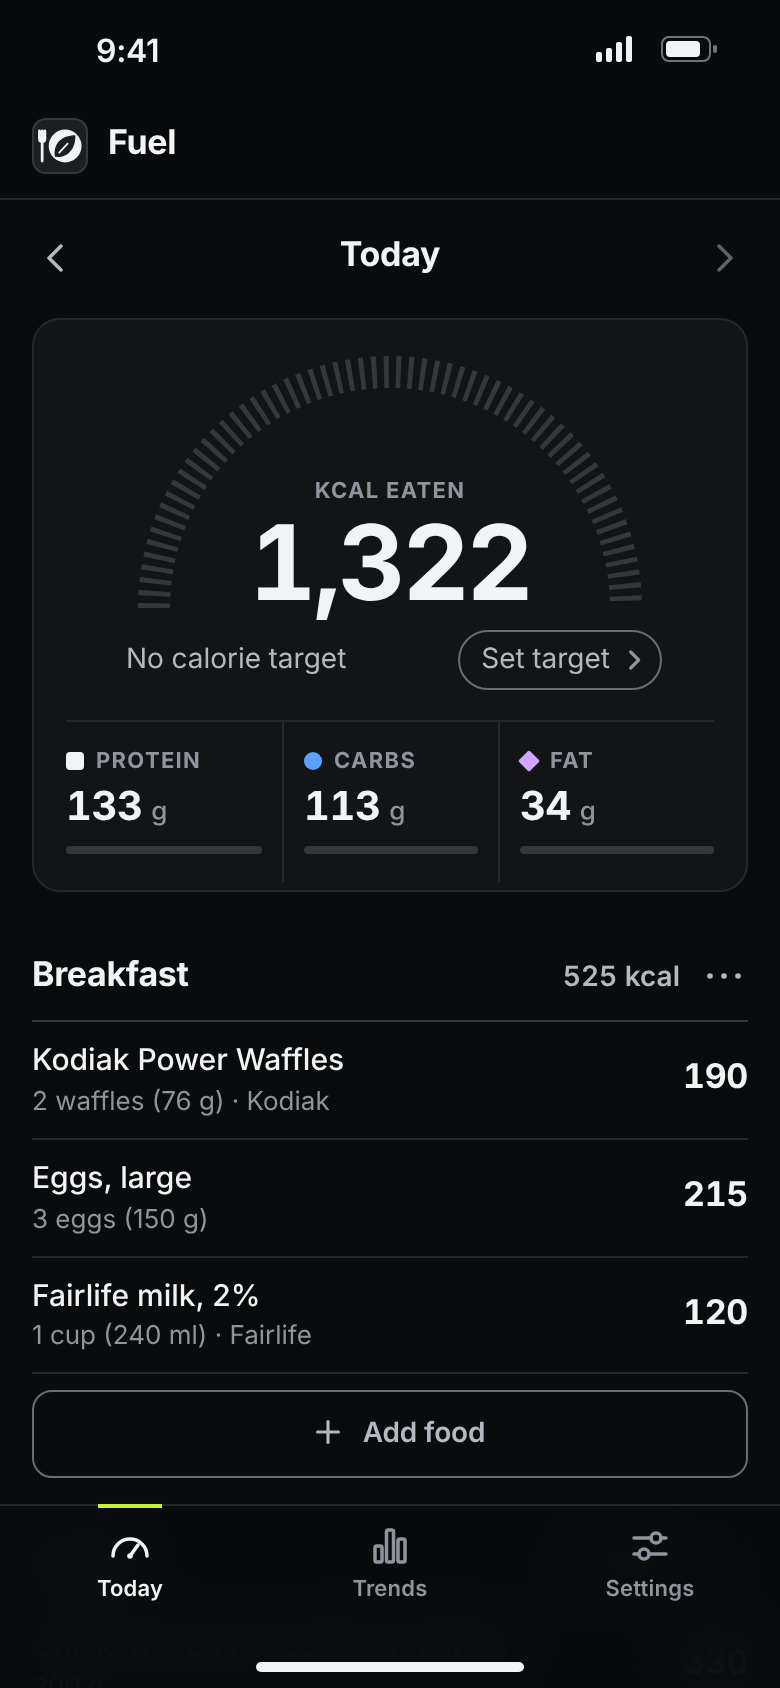 9:41
Fuel
Today
KCAL EATEN
1,322
No calorie target
Set target
PROTEIN
CARBS
FAT
133 g
113 g
34 g
Breakfast
525 kcal
Kodiak Power Waffles
2 waffles (76 g) · Kodiak
190
Eggs, large
3 eggs (150 g)
215
Fairlife milk, 2%
1 cup (240 ml) · Fairlife
120
Add food
Today
Trends
Settings
330